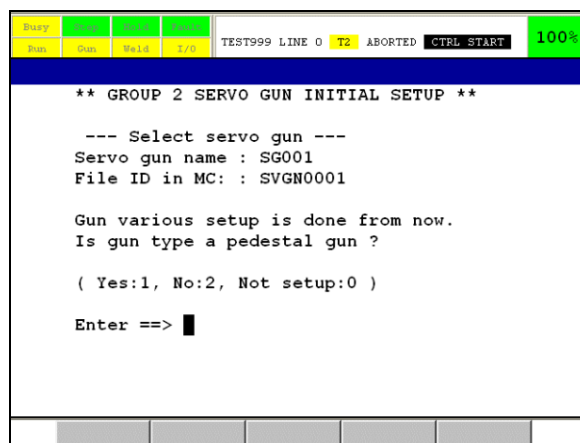 Busy Step Hold Fault
Run Gun Weld I/O
TEST999 LINE 0 T2 ABORTED CTRL START
100%
** GROUP 2 SERVO GUN INITIAL SETUP **
--- Select servo gun ---
Servo gun name : SG001
File ID in MC: : SVGN0001
Gun various setup is done from now.
Is gun type a pedestal gun ?
( Yes:1, No:2, Not setup:0 )
Enter ==>